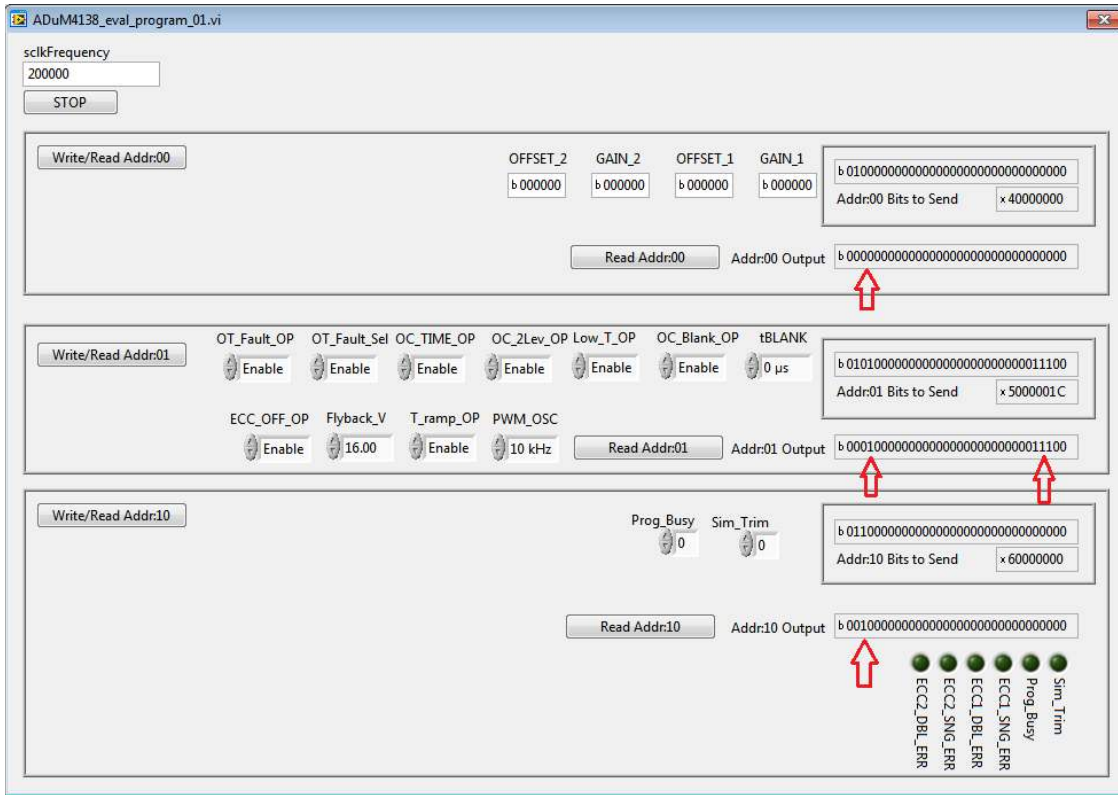 ADuM4138_eval_program_01.vi
sclkFrequency
200000
STOP
Write/Read Addr:00
OFFSET_2 GAIN_2 OFFSET_1 GAIN_1
b 000000 b 000000 b 000000 b 000000
b 01000000000000000000000000000000
Addr:00 Bits to Send x 40000000
Read Addr:00 Addr:00 Output b 00000000000000000000000000000000
Write/Read Addr:01
OT_Fault_OP OT_Fault_Sel OC_TIME_OP OC_2Lev_OP Low_T_OP OC_Blank_OP tBLANK
Enable Enable Enable Enable Enable Enable 0 µs
b 01010000000000000000000000011100
Addr:01 Bits to Send x 5000001C
ECC_OFF_OP Flyback_V T_ramp_OP PWM_OSC
Enable 16.00 Enable 10 kHz
Read Addr:01 Addr:01 Output b 00010000000000000000000000011100
Write/Read Addr:10
Prog_Busy Sim_Trim
0 0
b 01100000000000000000000000000000
Addr:10 Bits to Send x 60000000
Read Addr:10 Addr:10 Output b 00100000000000000000000000000000
ECC2_DBL_ERR
ECC2_SNG_ERR
ECC1_DBL_ERR
ECC1_SNG_ERR
Prog_Busy
Sim_Trim